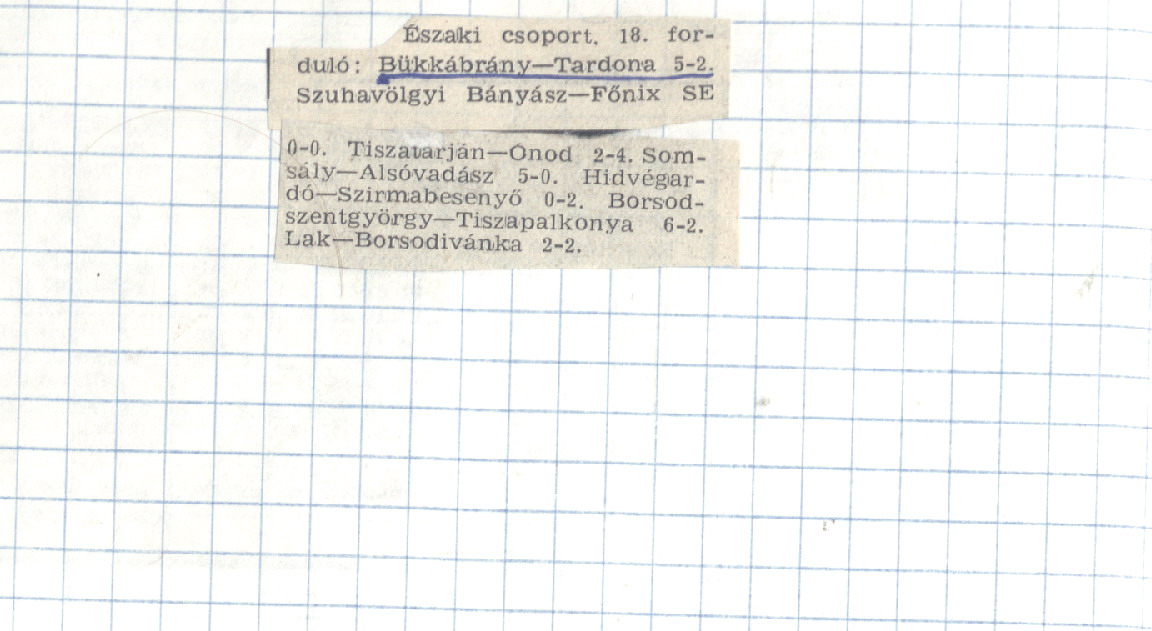 Északi csoport, 18. for-
duló: Bükkábrány—Tardona 5-2.
Szuhavölgyi Bányász—Főnix SE
0-0. Tiszatarján—Ónod 2-4. Som-
sály—Alsóvadász 5-0. Hidvégar-
dó—Szirmabesenyő 0-2. Borsod-
szentgyörgy—Tiszapalkonya 6-2.
Lak—Borsodivánka 2-2.